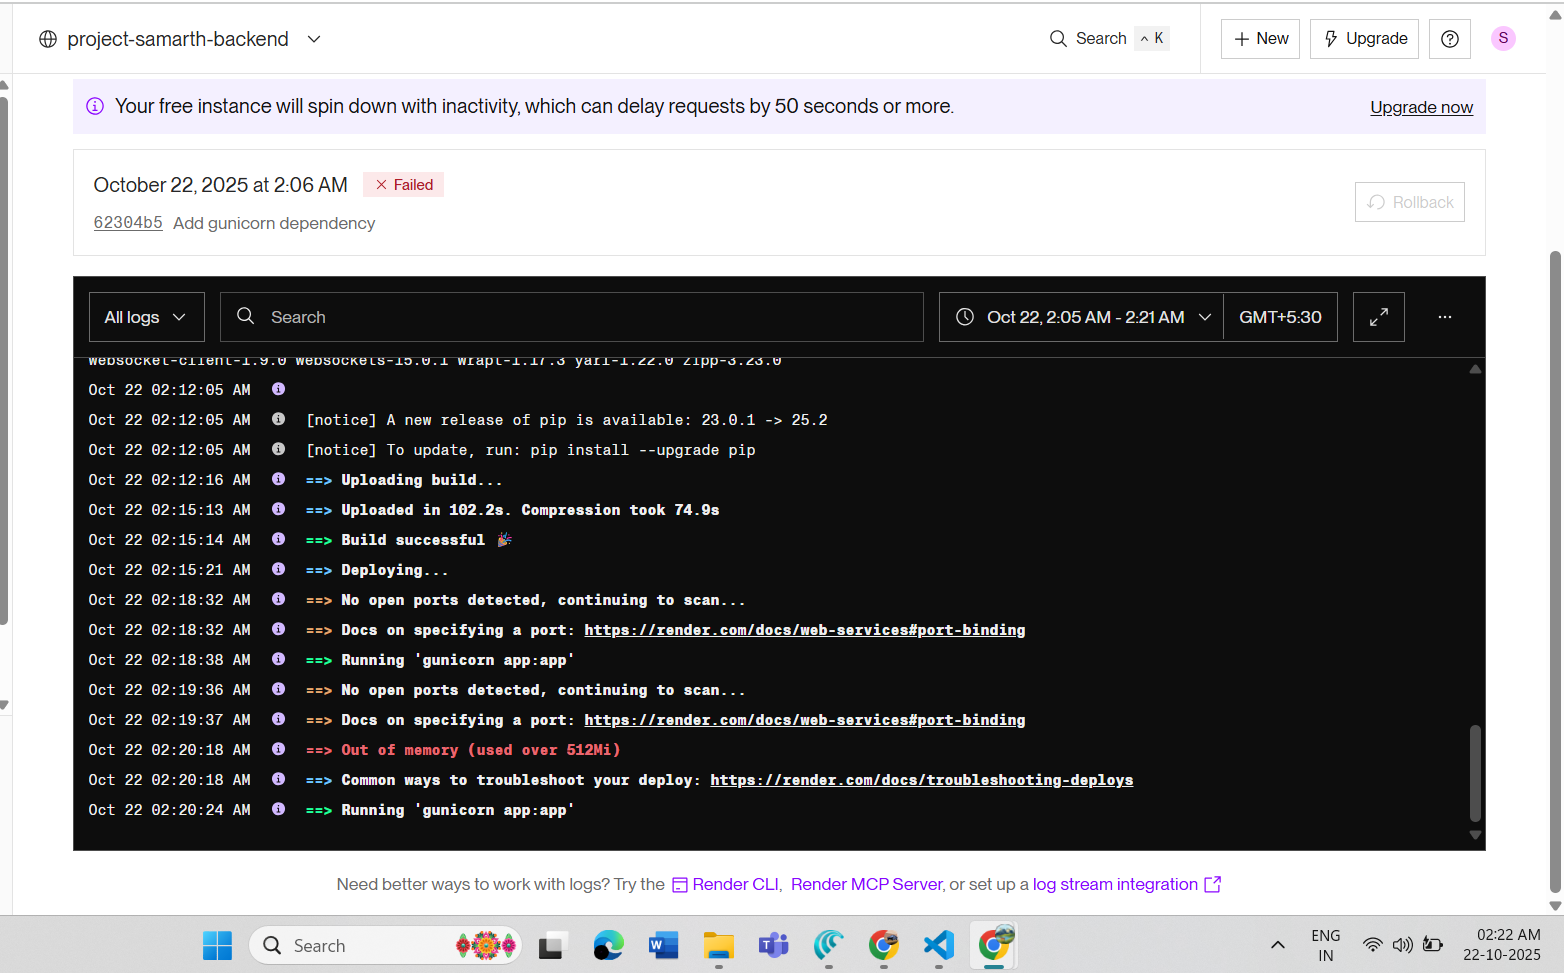 project-samarth-backend
Search ^ K
+ New
Upgrade
S
Your free instance will spin down with inactivity, which can delay requests by 50 seconds or more.
Upgrade now
October 22, 2025 at 2:06 AM
Failed
62304b5 Add gunicorn dependency
Rollback
All logs
Search
Oct 22, 2:05 AM - 2:21 AM
GMT+5:30
...
websocket-client-1.9.0 websockets-15.0.1 wrapt-1.17.3 yarl-1.22.0 zipp-3.23.0
Oct 22 02:12:05 AM
Oct 22 02:12:05 AM [notice] A new release of pip is available: 23.0.1 -> 25.2
Oct 22 02:12:05 AM [notice] To update, run: pip install --upgrade pip
Oct 22 02:12:16 AM ==> Uploading build...
Oct 22 02:15:13 AM ==> Uploaded in 102.2s. Compression took 74.9s
Oct 22 02:15:14 AM ==> Build successful 🎉
Oct 22 02:15:21 AM ==> Deploying...
Oct 22 02:18:32 AM ==> No open ports detected, continuing to scan...
Oct 22 02:18:32 AM ==> Docs on specifying a port: https://render.com/docs/web-services#port-binding
Oct 22 02:18:38 AM ==> Running 'gunicorn app:app'
Oct 22 02:19:36 AM ==> No open ports detected, continuing to scan...
Oct 22 02:19:37 AM ==> Docs on specifying a port: https://render.com/docs/web-services#port-binding
Oct 22 02:20:18 AM ==> Out of memory (used over 512Mi)
Oct 22 02:20:18 AM ==> Common ways to troubleshoot your deploy: https://render.com/docs/troubleshooting-deploys
Oct 22 02:20:24 AM ==> Running 'gunicorn app:app'
Need better ways to work with logs? Try the Render CLI, Render MCP Server, or set up a log stream integration
Search
ENG
IN
02:22 AM
22-10-2025